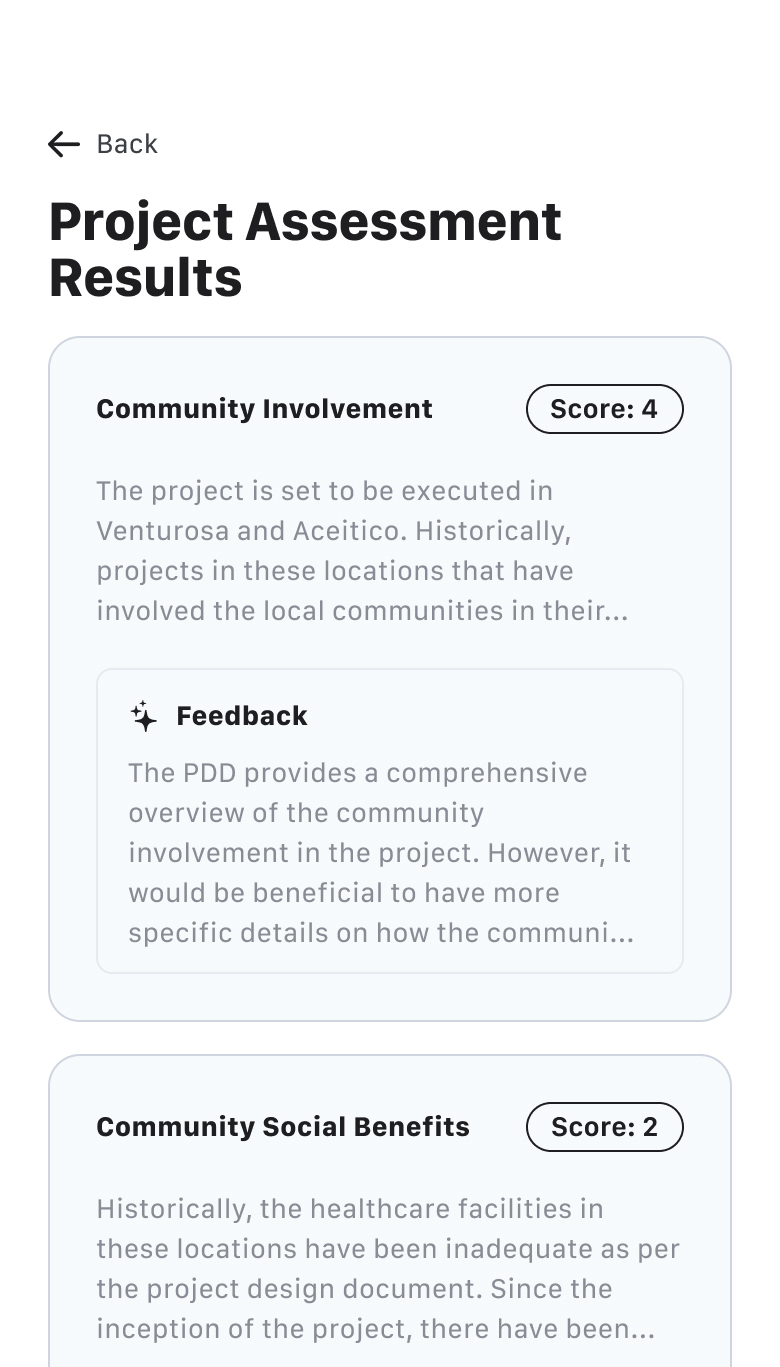 Back
Project Assessment
Results
Community Involvement
Score: 4
The project is set to be executed in
Venturosa and Aceitico. Historically,
projects in these locations that have
involved the local communities in their...
Feedback
The PDD provides a comprehensive
overview of the community
involvement in the project. However, it
would be beneficial to have more
specific details on how the communi...
Community Social Benefits
Score: 2
Historically, the healthcare facilities in
these locations have been inadequate as per
the project design document. Since the
inception of the project, there have been...